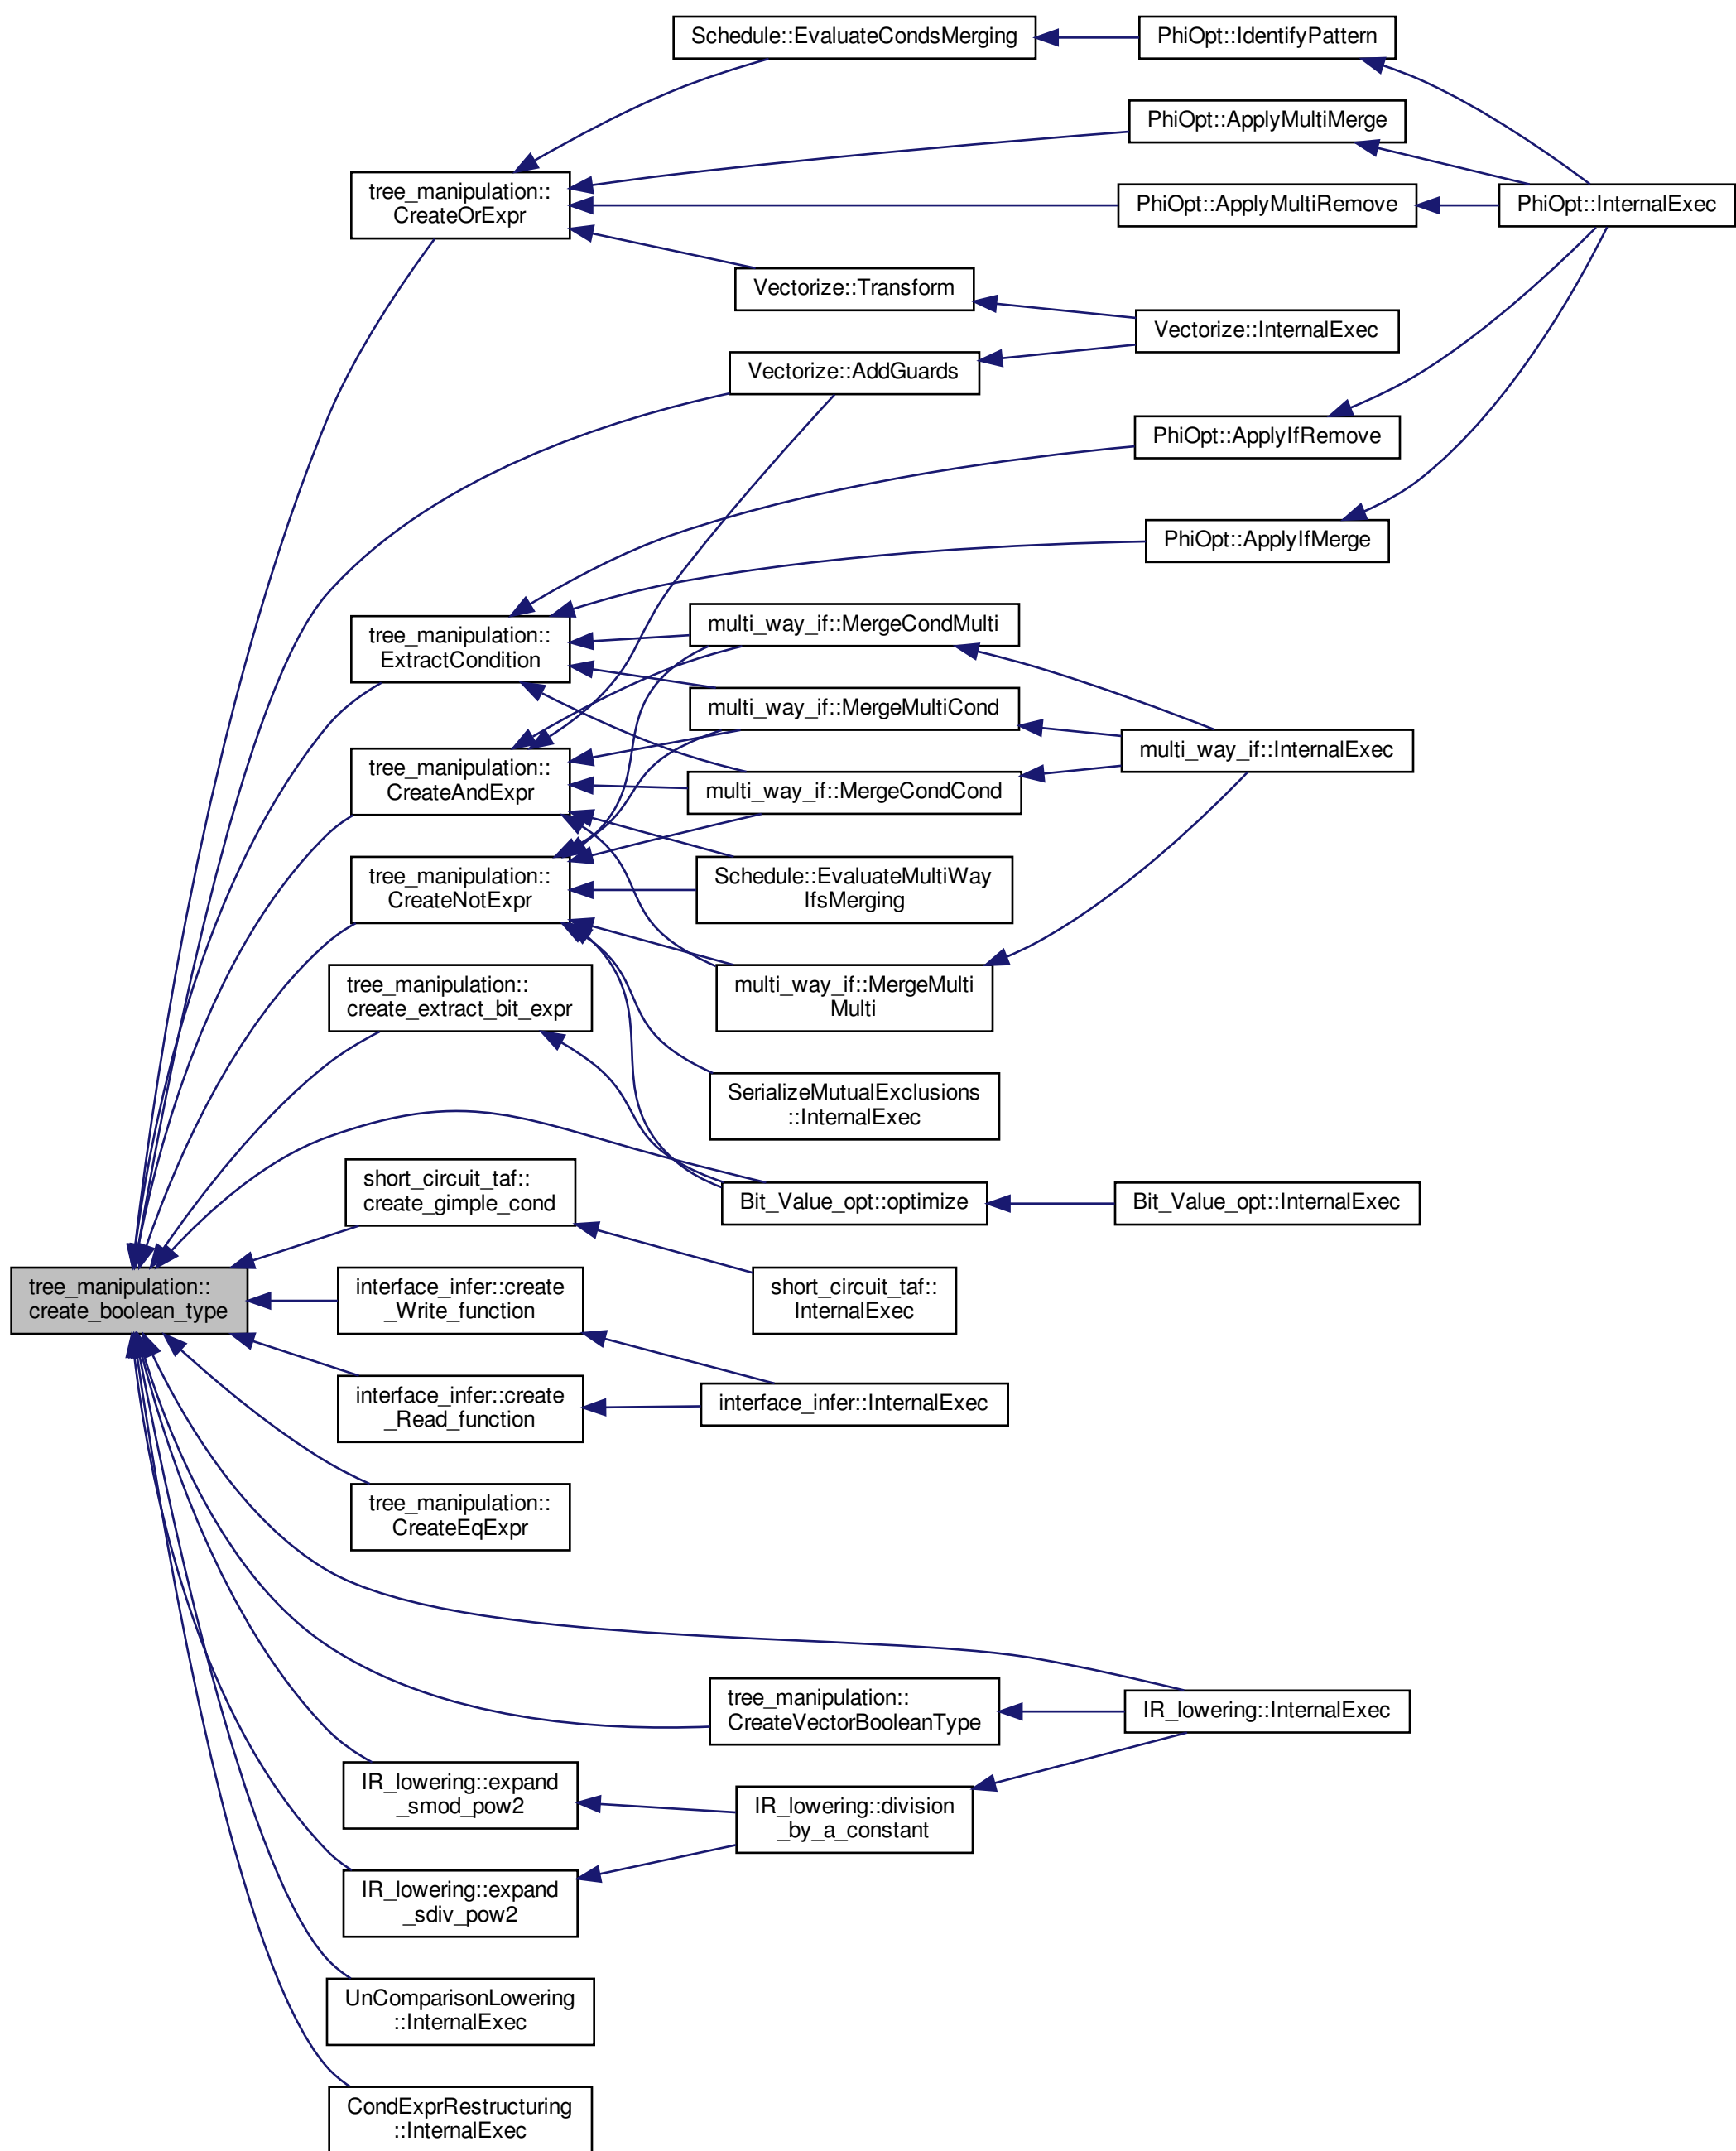 Schedule::EvaluateCondsMerging
PhiOpt::IdentifyPattern
PhiOpt::ApplyMultiMerge
tree_manipulation::
CreateOrExpr
PhiOpt::ApplyMultiRemove
PhiOpt::InternalExec
Vectorize::Transform
Vectorize::InternalExec
Vectorize::AddGuards
PhiOpt::ApplyIfRemove
PhiOpt::ApplyIfMerge
tree_manipulation::
ExtractCondition
multi_way_if::MergeCondMulti
multi_way_if::MergeMultiCond
multi_way_if::InternalExec
tree_manipulation::
CreateAndExpr
multi_way_if::MergeCondCond
tree_manipulation::
CreateNotExpr
Schedule::EvaluateMultiWay
IfsMerging
tree_manipulation::
create_extract_bit_expr
multi_way_if::MergeMulti
Multi
SerializeMutualExclusions
::InternalExec
short_circuit_taf::
create_gimple_cond
Bit_Value_opt::optimize
Bit_Value_opt::InternalExec
tree_manipulation::
create_boolean_type
interface_infer::create
_Write_function
short_circuit_taf::
InternalExec
interface_infer::create
_Read_function
interface_infer::InternalExec
tree_manipulation::
CreateEqExpr
tree_manipulation::
CreateVectorBooleanType
IR_lowering::InternalExec
IR_lowering::expand
_smod_pow2
IR_lowering::division
_by_a_constant
IR_lowering::expand
_sdiv_pow2
UnComparisonLowering
::InternalExec
CondExprRestructuring
::InternalExec